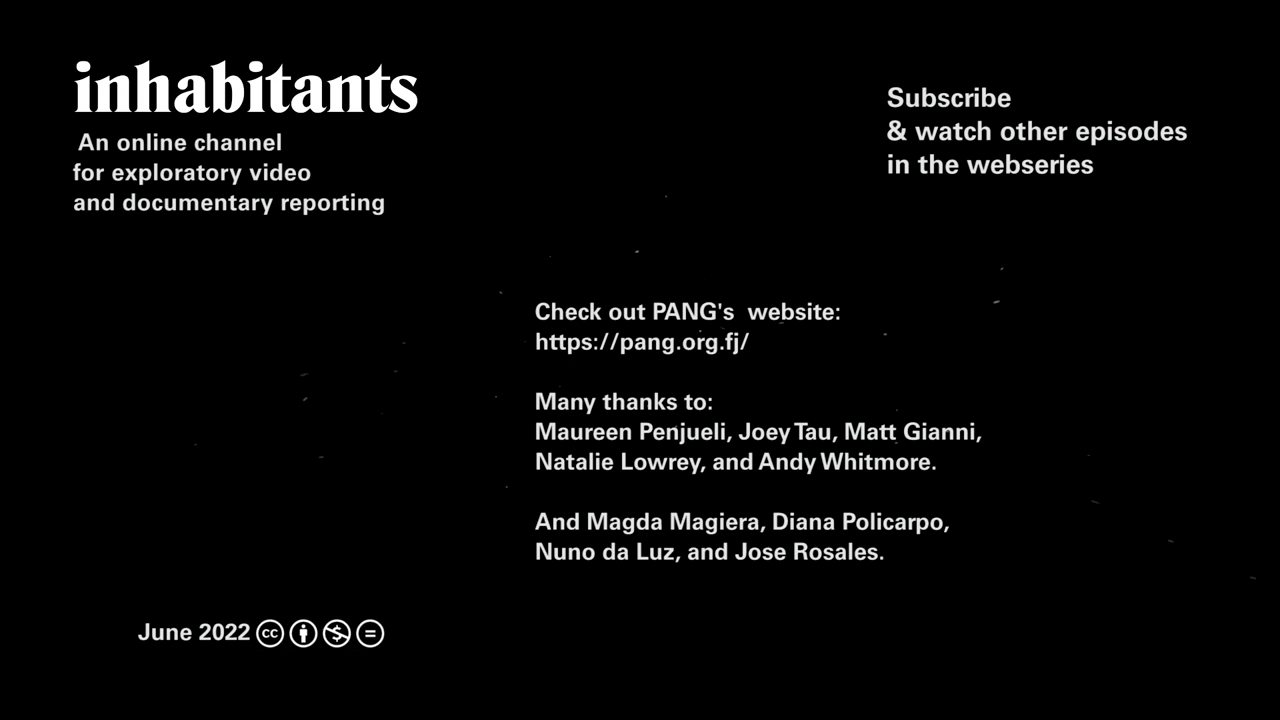 inhabitants
An online channel
for exploratory video
and documentary reporting
Subscribe
& watch other episodes
in the webseries
Check out PANG's  website:
https://pang.org.fj/
Many thanks to:
Maureen Penjueli, Joey Tau, Matt Gianni,
Natalie Lowrey, and Andy Whitmore.
And Magda Magiera, Diana Policarpo,
Nuno da Luz, and Jose Rosales.
June 2022 cc $ =